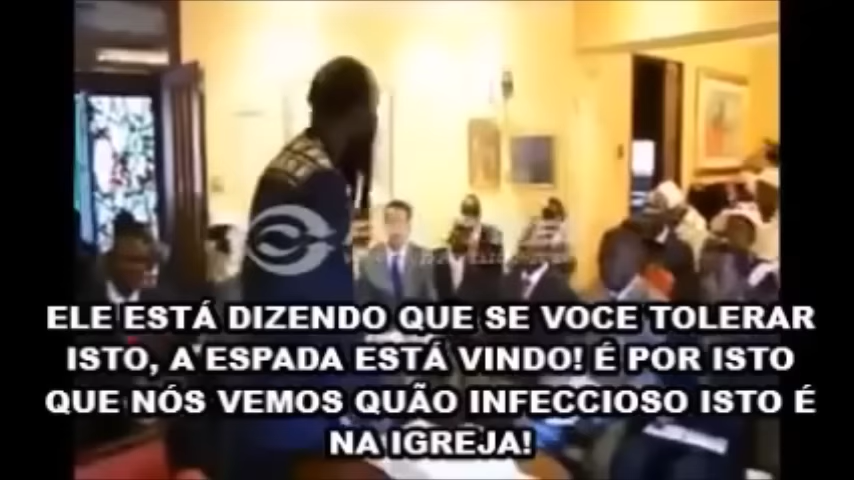 ELE ESTÁ DIZENDO QUE SE VOCE TOLERAR
ISTO, A ESPADA ESTÁ VINDO! É POR ISTO
QUE NÓS VEMOS QUÃO INFECCIOSO ISTO É
NA IGREJA!